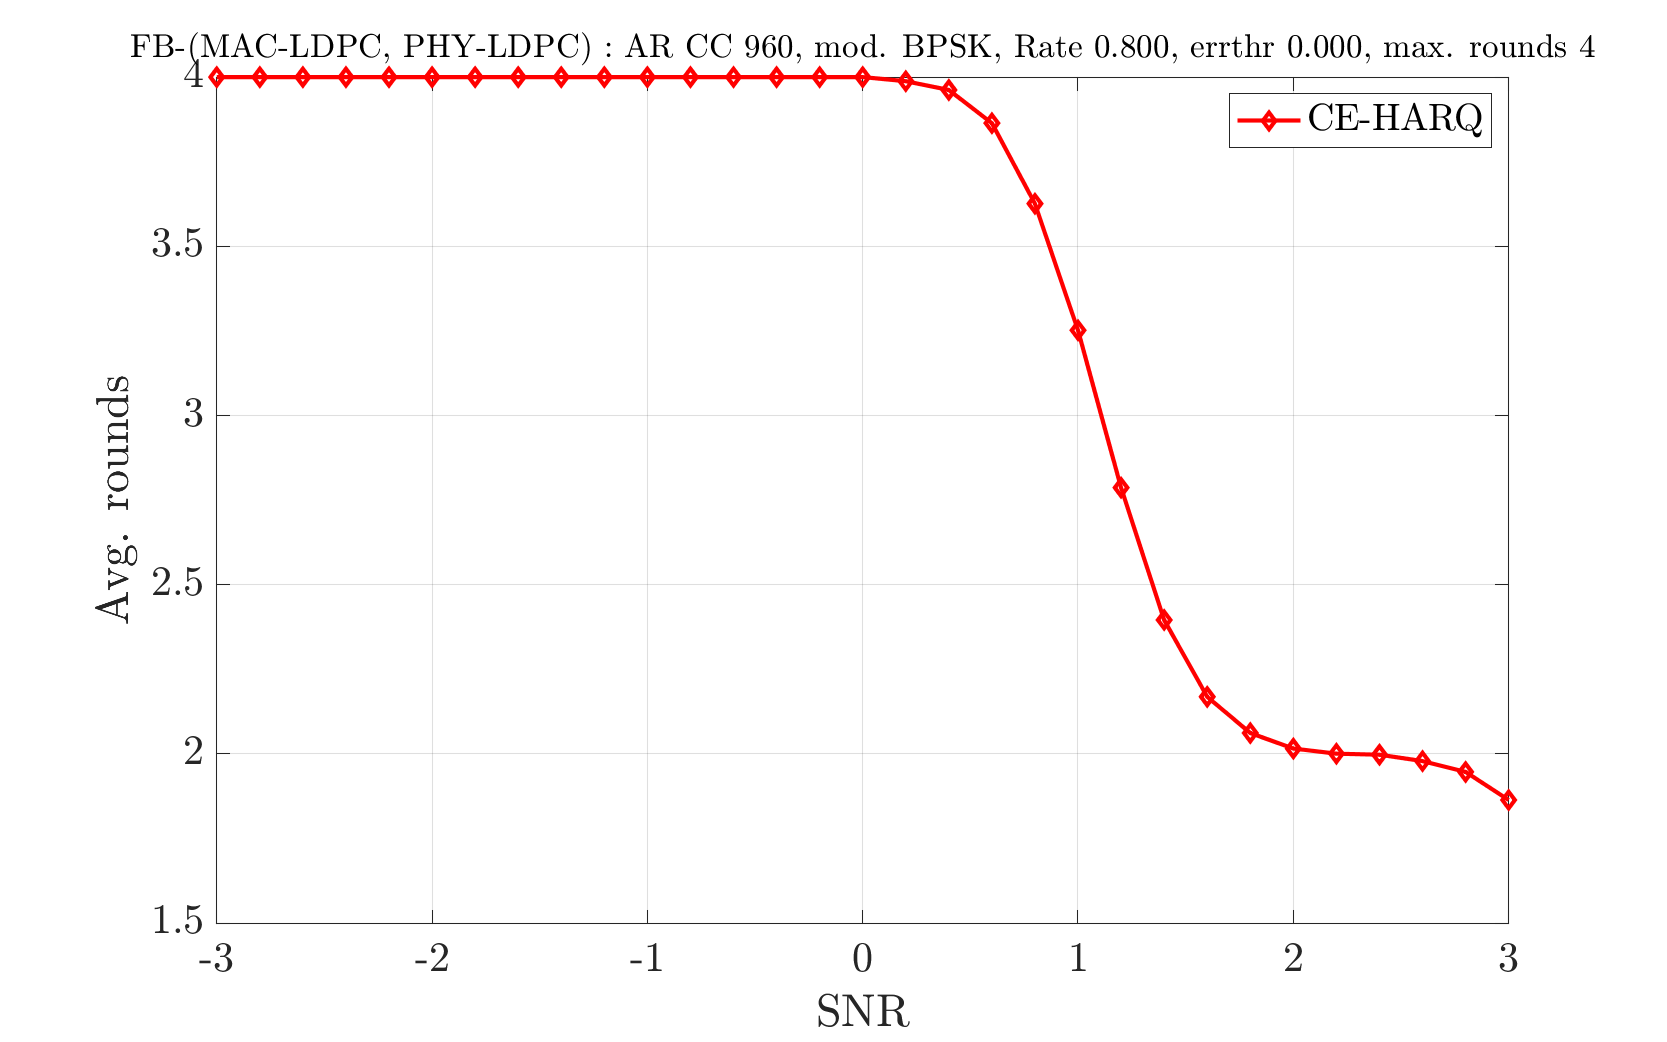 FB-(MAC-LDPC, PHY-LDPC) : AR CC 960, mod. BPSK, Rate 0.800, errthr 0.000, max. rounds 4
CE-HARQ
4
3.5
3
2.5
2
1.5
Avg. rounds
-3 -2 -1 0 1 2 3
SNR